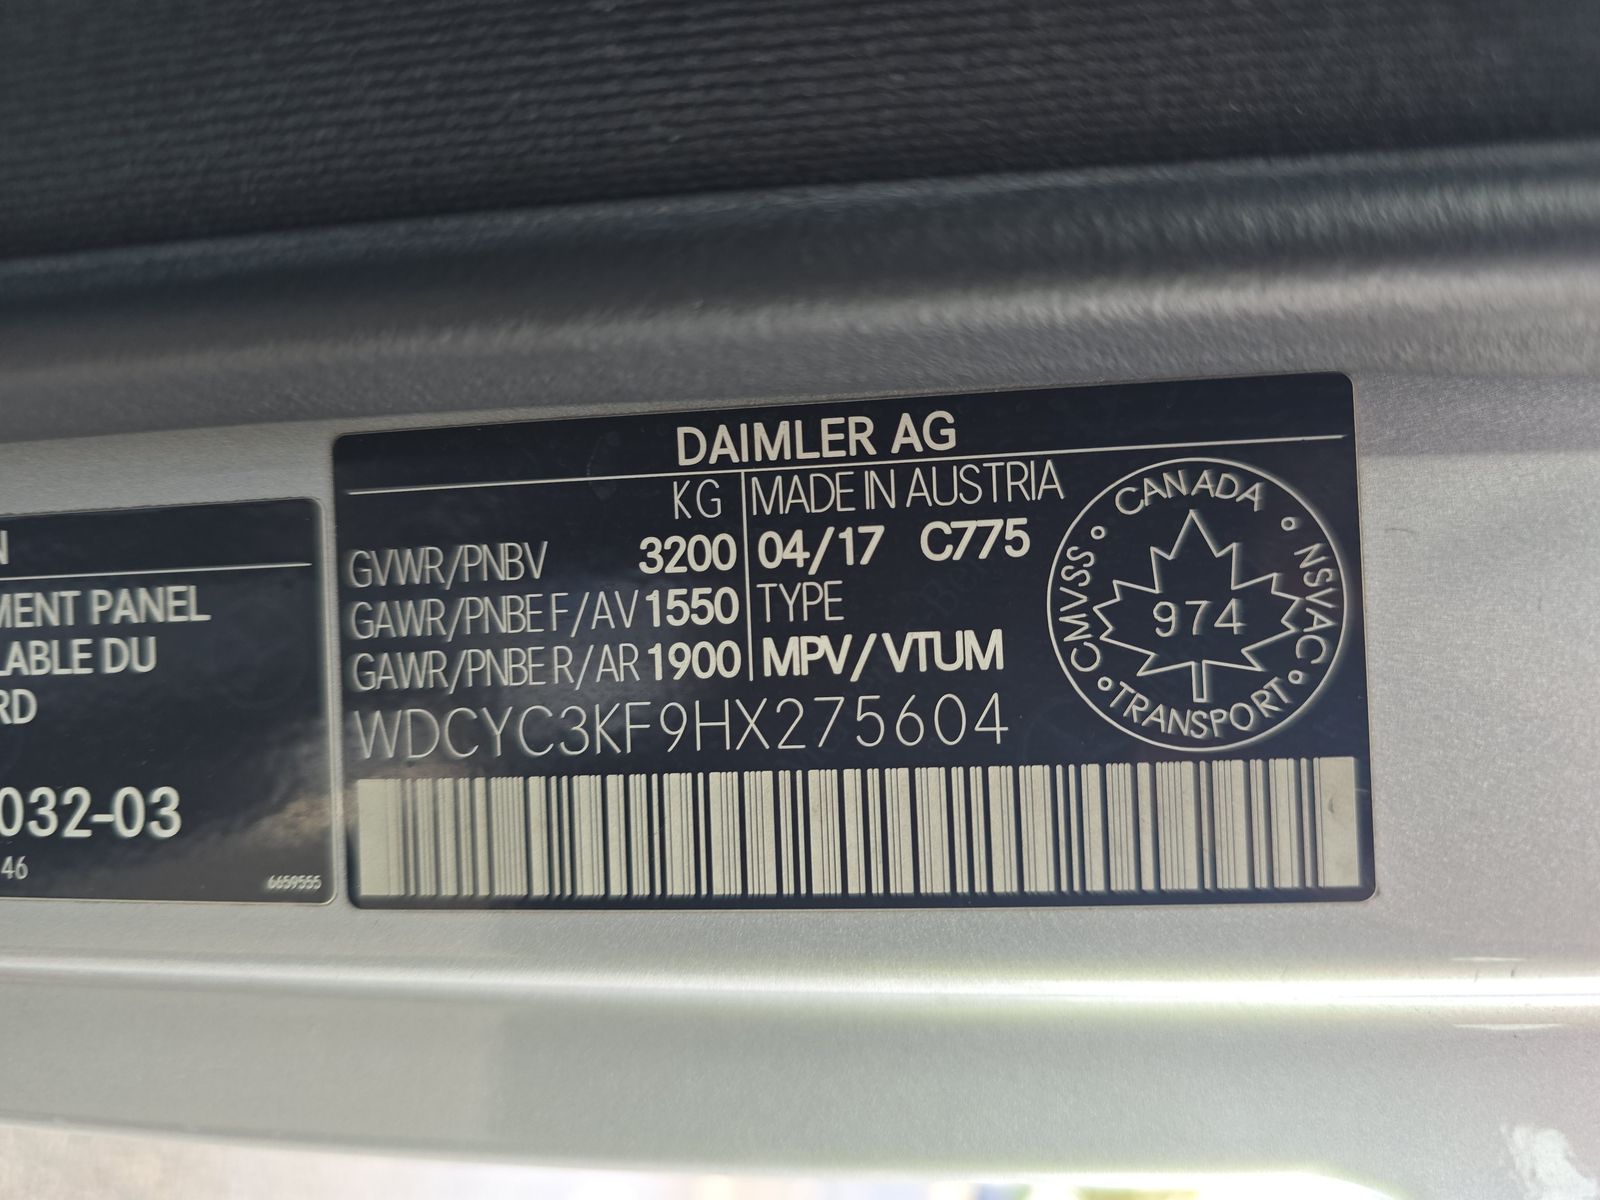 DAIMLER AG
KG MADE IN AUSTRIA
GVWR/PNBV 3200 04/17 C775
GAWR/PNBE F/AV 1550 TYPE
GAWR/PNBE R/AR 1900 MPV/VTUM
WDCYC3KF9HX275604
CANADA
NSVAC
TRANSPORT
CMVSS
974
N
MENT PANEL
LABLE DU
RD
032-03
46
6659555